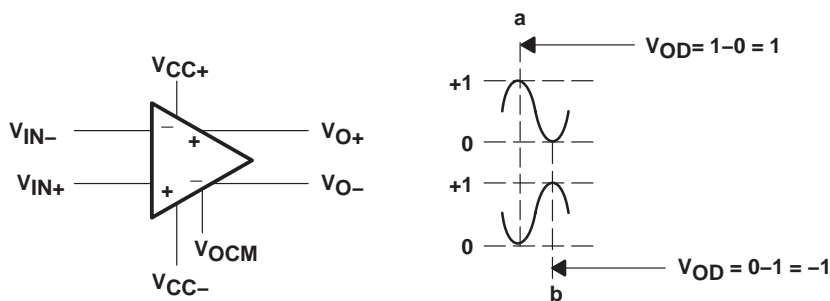 VCC+
VIN–
VIN+
–
+
+
–
VO+
VO–
VOCM
VCC–
a
VOD= 1–0 = 1
+1
0
+1
0
VOD = 0–1 = –1
b